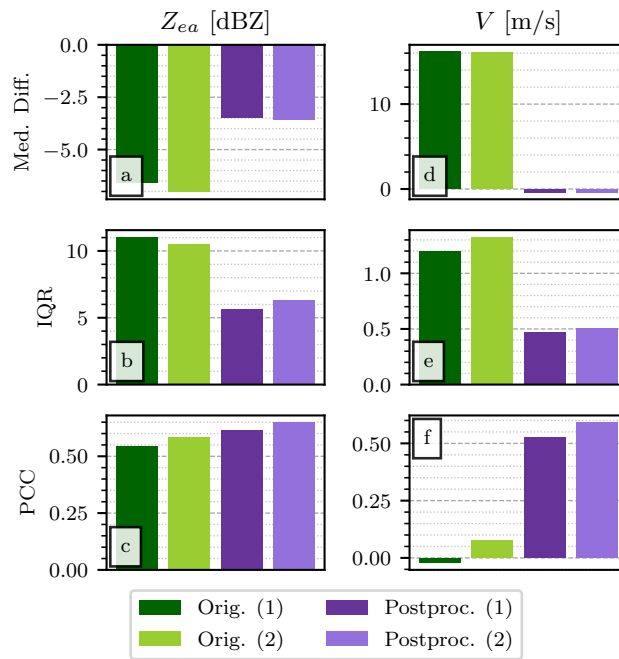 Z_{ea} [dBZ]
V [m/s]
Med. Diff.
0.0
−2.5
−5.0
a
10
0
d
IQR
10
5
0
b
1.0
0.5
0.0
e
PCC
0.50
0.25
0.00
c
0.50
0.25
0.00
f
Orig. (1)
Postproc. (1)
Orig. (2)
Postproc. (2)